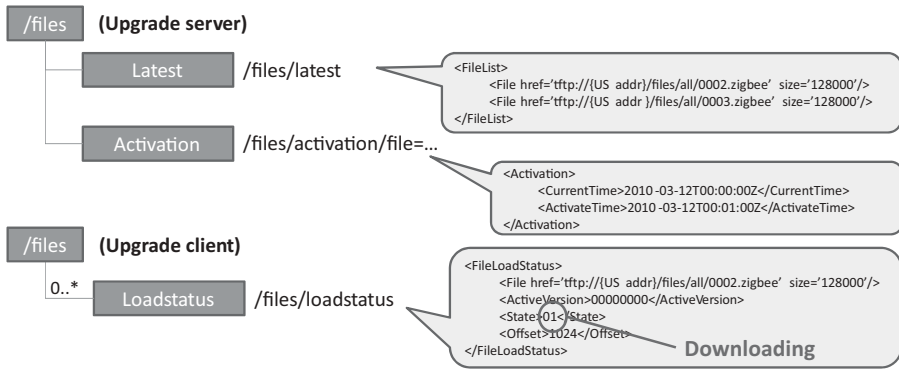 /files (Upgrade server)
Latest /files/latest
<FileList>
<File href='tftp://{US addr}/files/all/0002.zigbee' size='128000'/>
<File href='tftp://{US addr }/files/all/0003.zigbee' size='128000'/>
</FileList>
Activation /files/activation/file=...
<Activation>
<CurrentTime>2010-03-12T00:00:00Z</CurrentTime>
<ActivateTime>2010-03-12T00:01:00Z</ActivateTime>
</Activation>
/files (Upgrade client)
0..*
Loadstatus /files/loadstatus
<FileLoadStatus>
<File href='tftp://{US addr}/files/all/0002.zigbee' size='128000'/>
<ActiveVersion>00000000</ActiveVersion>
<State>01</State>
<Offset>1024</Offset>
</FileLoadStatus>
Downloading